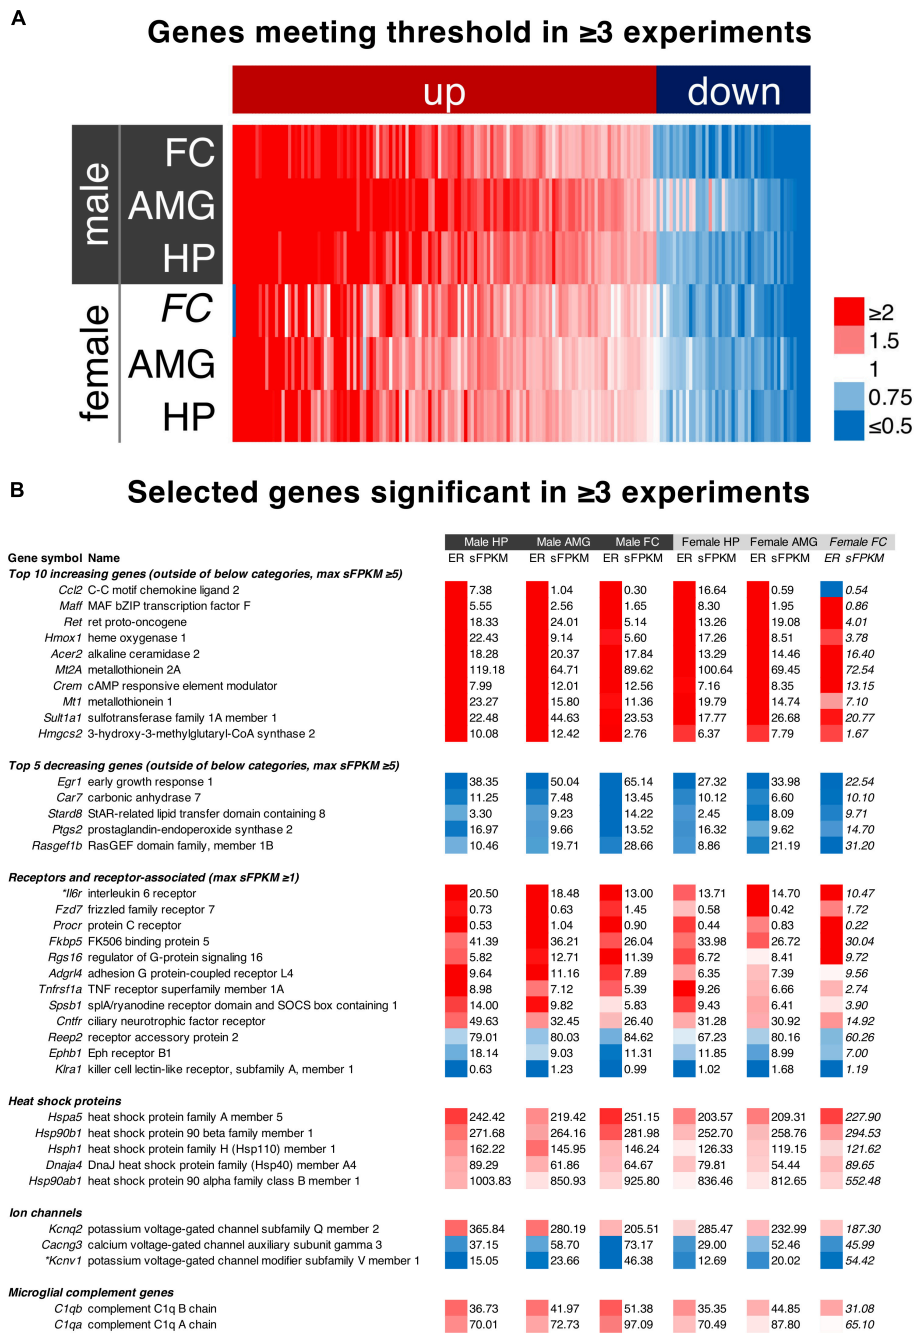 A
Genes meeting threshold in ≥3 experiments
up down
male
FC
AMG
HP
female
FC
AMG
HP
≥2
1.5
1
0.75
≤0.5
B
Selected genes significant in ≥3 experiments
Male HP Male AMG Male FC Female HP Female AMG Female FC
Gene symbol Name ER sFPKM ER sFPKM ER sFPKM ER sFPKM ER sFPKM ER sFPKM
Top 10 increasing genes (outside of below categories, max sFPKM ≥5)
Ccl2 C-C motif chemokine ligand 2 7.38 1.04 0.30 16.64 0.59 0.54
Maff MAF bZIP transcription factor F 5.55 2.56 1.65 8.30 1.95 0.86
Ret ret proto-oncogene 18.33 24.01 5.14 13.26 19.08 4.01
Hmox1 heme oxygenase 1 22.43 9.14 5.60 17.26 8.51 3.78
Acer2 alkaline ceramidase 2 18.28 20.37 17.84 13.29 14.46 16.40
Mt2A metallothionein 2A 119.18 64.71 89.62 100.64 69.45 72.54
Crem cAMP responsive element modulator 7.99 12.01 12.56 7.16 8.35 13.15
Mt1 metallothionein 1 23.27 15.80 11.36 19.79 14.74 7.10
Sult1a1 sulfotransferase family 1A member 1 22.48 44.63 23.53 17.77 26.68 20.77
Hmgcs2 3-hydroxy-3-methylglutaryl-CoA synthase 2 10.08 12.42 2.76 6.37 7.79 1.67
Top 5 decreasing genes (outside of below categories, max sFPKM ≥5)
Egr1 early growth response 1 38.35 50.04 65.14 27.32 33.98 22.54
Car7 carbonic anhydrase 7 11.25 7.48 13.45 10.12 6.60 10.10
Stard8 StAR-related lipid transfer domain containing 8 3.30 9.23 14.22 2.45 8.09 9.71
Ptgs2 prostaglandin-endoperoxide synthase 2 16.97 9.66 13.52 16.32 9.62 14.70
Rasgef1b RasGEF domain family, member 1B 10.46 19.71 28.66 8.86 21.19 31.20
Receptors and receptor-associated (max sFPKM ≥1)
*Il6r interleukin 6 receptor 20.50 18.48 13.00 13.71 14.70 10.47
Fzd7 frizzled family receptor 7 0.73 0.63 1.45 0.58 0.42 1.72
Procr protein C receptor 0.53 1.04 0.90 0.44 0.83 0.22
Fkbp5 FK506 binding protein 5 41.39 36.21 26.04 33.98 26.72 30.04
Rgs16 regulator of G-protein signaling 16 5.82 12.71 11.39 6.72 8.41 9.72
Adgrl4 adhesion G protein-coupled receptor L4 9.64 11.16 7.89 6.35 7.39 9.56
Tnfrsf1a TNF receptor superfamily member 1A 8.98 7.12 5.39 9.26 6.66 2.74
Spsb1 splA/ryanodine receptor domain and SOCS box containing 1 14.00 9.82 5.83 9.43 6.41 3.90
Cntfr ciliary neurotrophic factor receptor 49.63 32.45 26.40 31.28 30.92 14.92
Reep2 receptor accessory protein 2 79.01 80.03 84.62 67.23 80.16 60.26
Ephb1 Eph receptor B1 18.14 9.03 11.31 11.85 8.99 7.00
Klra1 killer cell lectin-like receptor, subfamily A, member 1 0.63 1.23 0.99 1.02 1.68 1.19
Heat shock proteins
Hspa5 heat shock protein family A member 5 242.42 219.42 251.15 203.57 209.31 227.90
Hsp90b1 heat shock protein 90 beta family member 1 271.68 264.16 281.98 252.70 258.76 294.53
Hsph1 heat shock protein family H (Hsp110) member 1 162.22 145.95 146.24 126.33 119.15 121.62
Dnaja4 DnaJ heat shock protein family (Hsp40) member A4 89.29 61.86 64.67 79.81 54.44 89.65
Hsp90ab1 heat shock protein 90 alpha family class B member 1 1003.83 850.93 925.80 836.46 812.65 552.48
Ion channels
Kcnq2 potassium voltage-gated channel subfamily Q member 2 365.84 280.19 205.51 285.47 232.99 187.30
Cacng3 calcium voltage-gated channel auxiliary subunit gamma 3 37.15 58.70 73.17 29.00 52.46 45.99
*Kcnv1 potassium voltage-gated channel modifier subfamily V member 1 15.05 23.66 46.38 12.69 20.02 54.42
Microglial complement genes
C1qb complement C1q B chain 36.73 41.97 51.38 35.35 44.85 31.08
C1qa complement C1q A chain 70.01 72.73 97.09 70.49 87.80 65.10